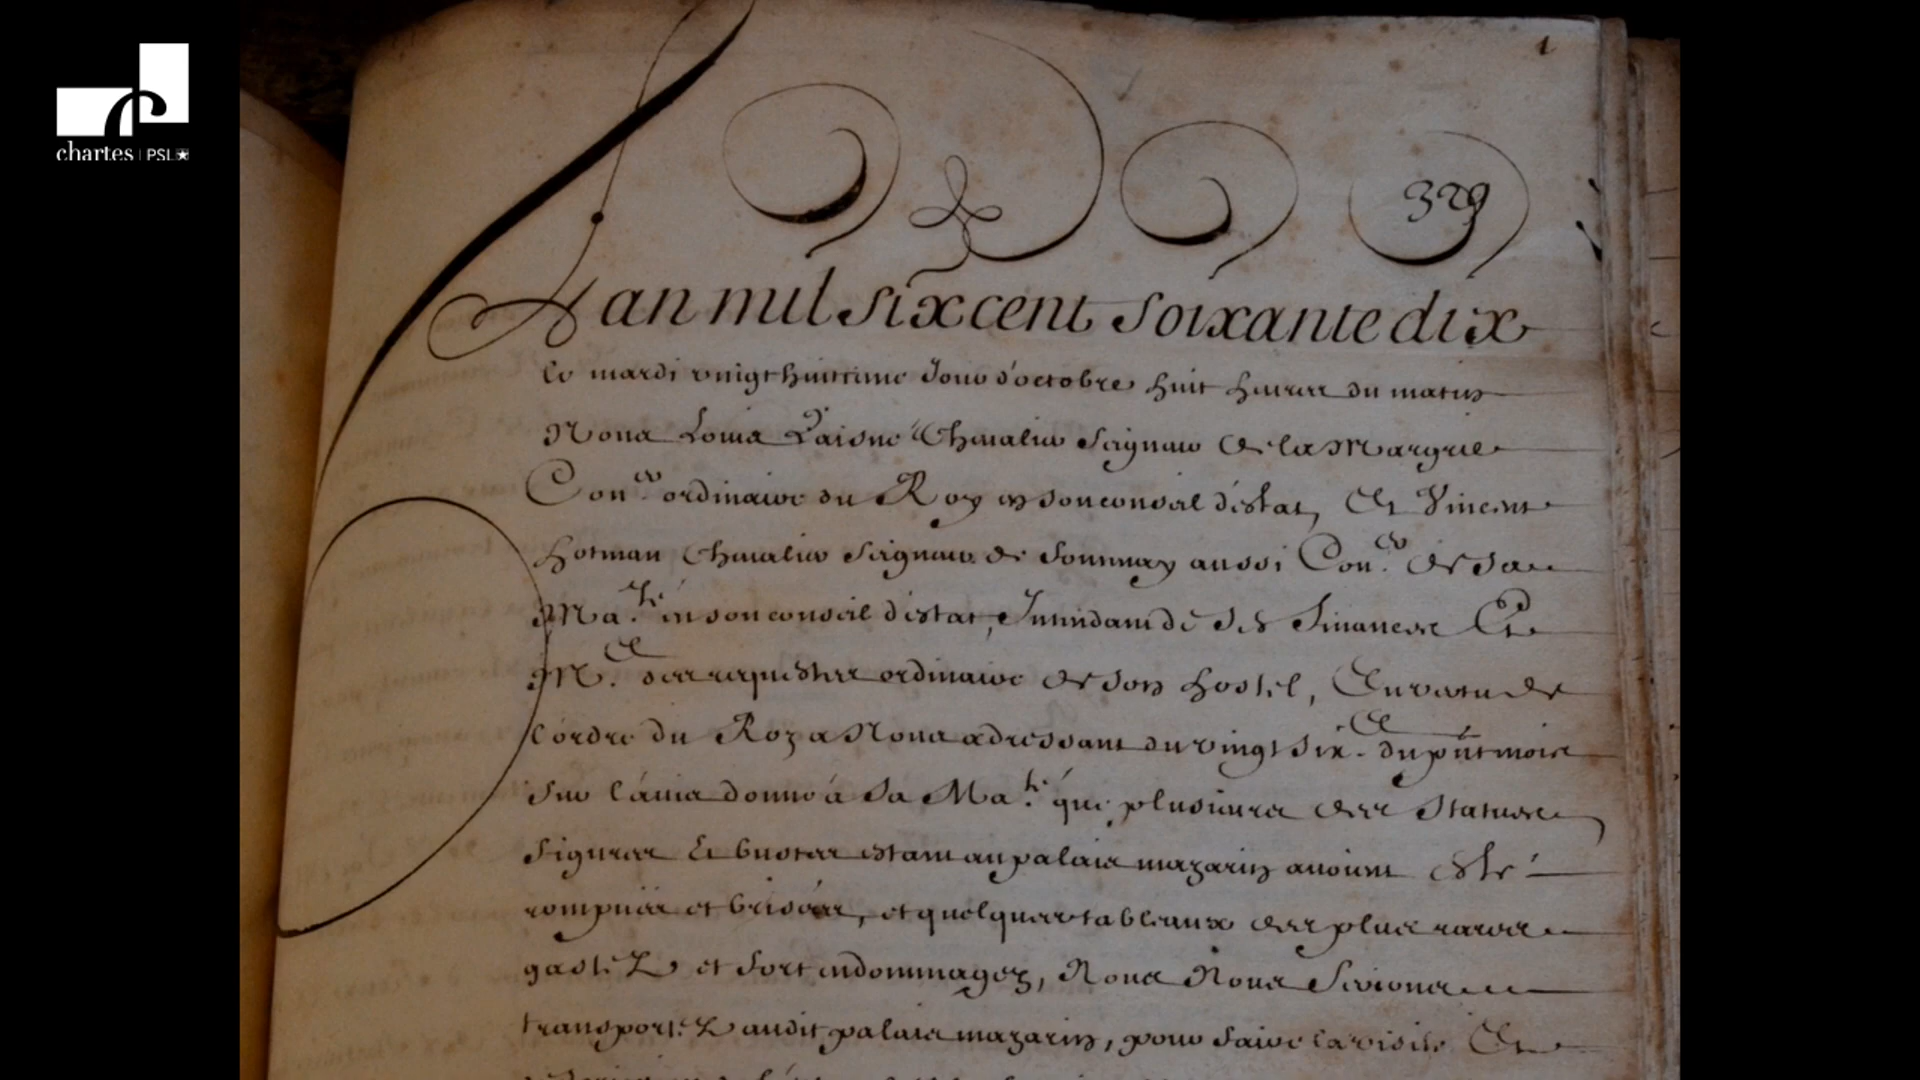 chartes | PSL★
1
329
L'an mil six cent soixante dix
le mardi vingt huittiesme Jour d'octobre huit heures du matin
Nous Louis Laisné Chevalier Seigneur de la Marguerie
Con.er ordinaire du Roy en son conseil d'estat, Et Vincent
hotman Chevalier Seigneur de fontenay aussi Con.er de Sa
Ma.té en son conseil d'estat, Intendant de ses finances Et
M.e des requestes ordinaire de son hostel, En vertu de
l'ordre du Roy a Nous adressant du vingt six.e du pñt mois
sur l'avis donné à Sa Ma.té que plusieurs des Statues
figures Et bustes estant au palais mazarin avoient esté
rompües et brisées, et quelques tableaux des plus rares
gastéz et fort endommagez, Nous Nous serions
transportéz audit palais mazarin, pour faire la visite Et